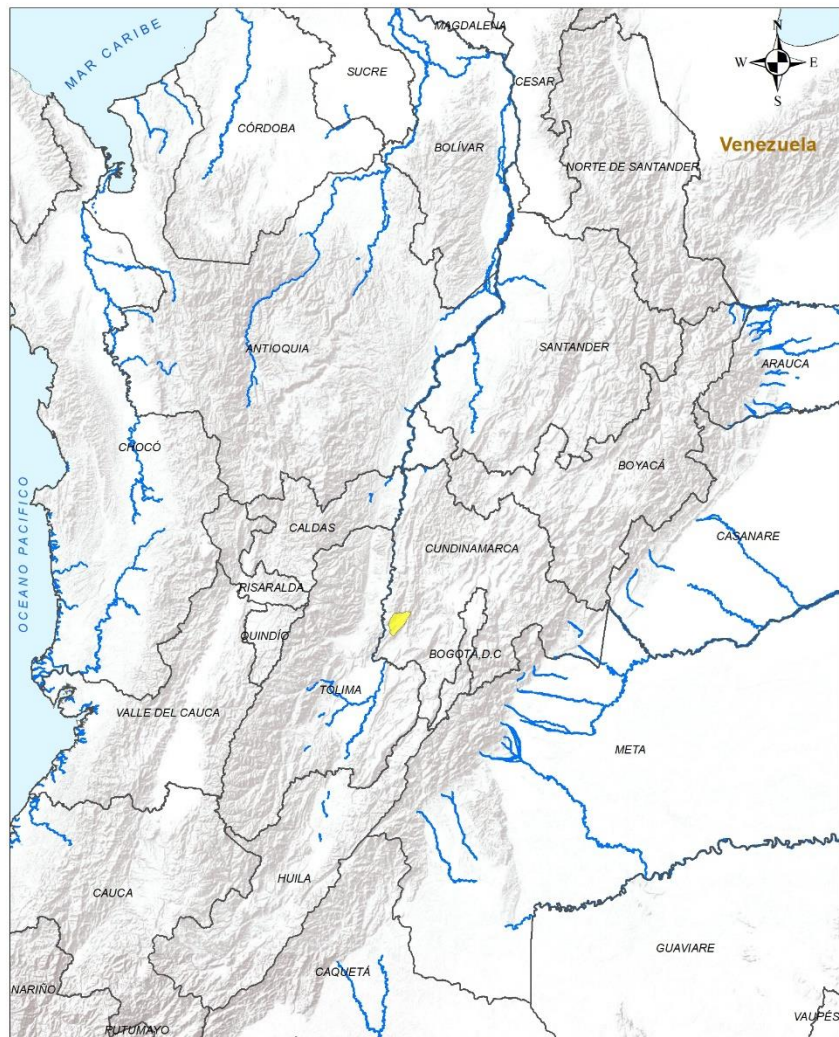 MAGDALENA
N
MAR CARIBE
W
E
SUCRE
CESAR
S
CÓRDOBA
BOLÍVAR
Venezuela
NORTE DE SANTANDER
ANTIOQUIA
SANTANDER
ARAUCA
CHOCÓ
BOYACÁ
OCEANO PACIFICO
CALDAS
CUNDINAMARCA
CASANARE
RISARALDA
QUINDÍO
BOGOTÁ, D.C
TOLIMA
VALLE DEL CAUCA
META
HUILA
CAUCA
GUAVIARE
CAQUETÁ
NARIÑO
VAUPÉS
PUTUMAYO